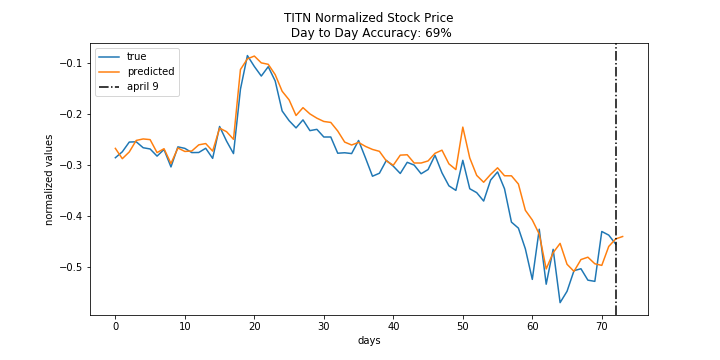 TITN Normalized Stock Price
Day to Day Accuracy: 69%
true
predicted
april 9
normalized values
−0.1
−0.2
−0.3
−0.4
−0.5
0
10
20
30
40
50
60
70
days